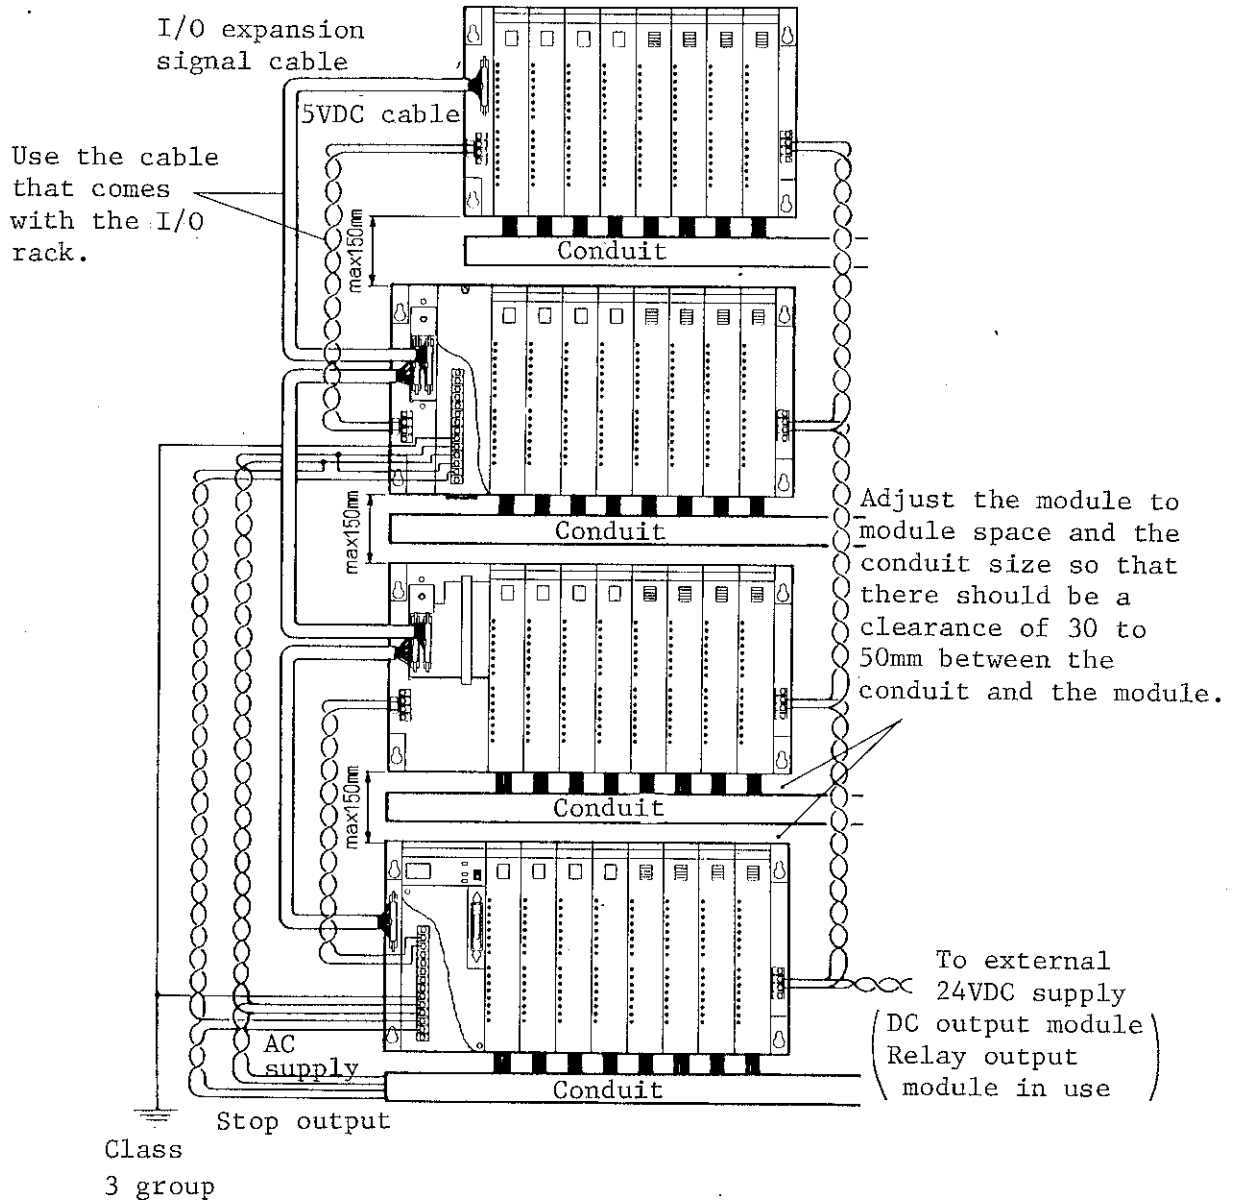 I/O expansion
signal cable
5VDC cable
Use the cable
that comes
with the I/O
rack.
max150mm
Conduit
max150mm
Conduit
Adjust the module to
module space and the
conduit size so that
there should be a
clearance of 30 to
50mm between the
conduit and the module.
max150mm
Conduit
To external
24VDC supply
(DC output module
Relay output
module in use)
AC
supply
Conduit
Stop output
Class
3 group